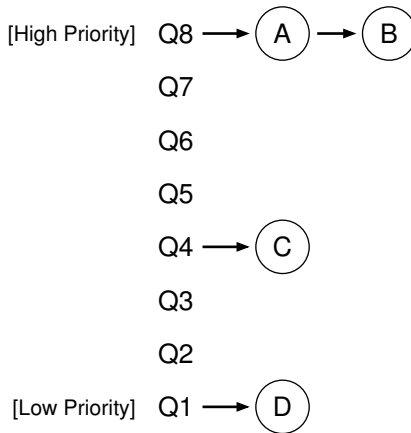 [High Priority] Q8 A B
Q7
Q6
Q5
Q4 C
Q3
Q2
[Low Priority] Q1 D